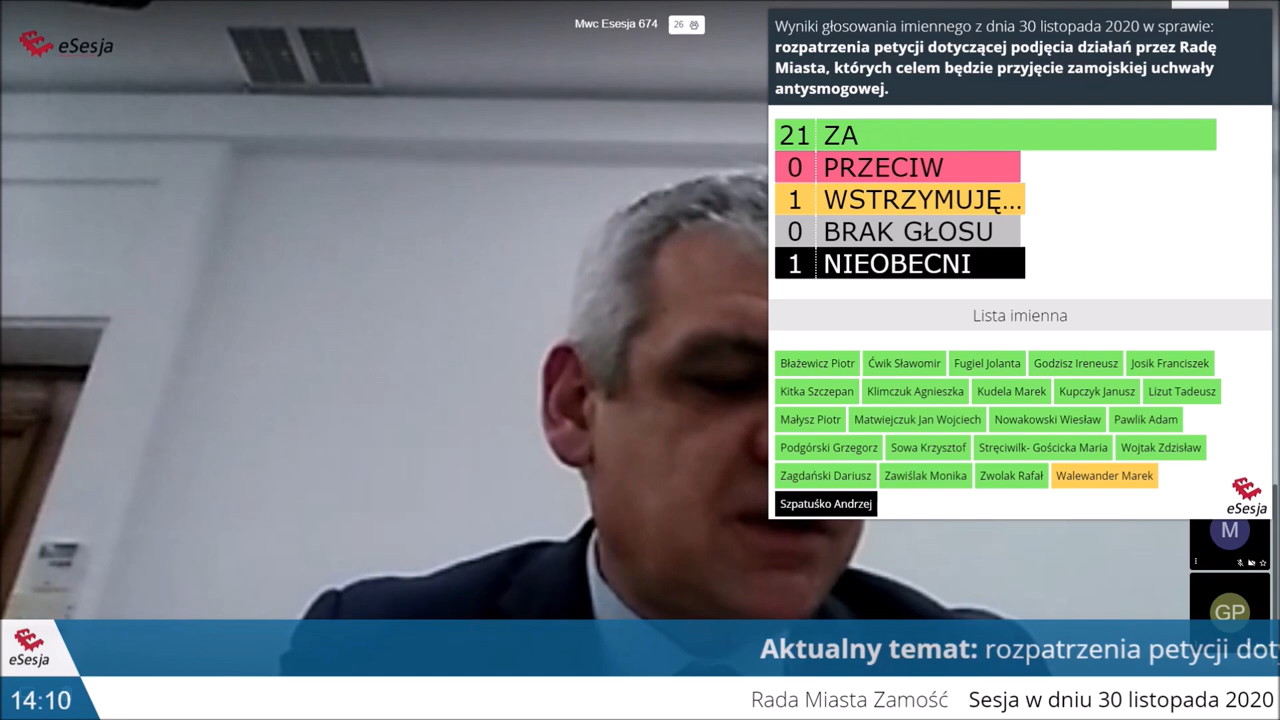 Mwc Esesja 674
26
eSesja
Wyniki głosowania imiennego z dnia 30 listopada 2020 w sprawie:
rozpatrzenia petycji dotyczącej podjęcia działań przez Radę
Miasta, których celem będzie przyjęcie zamojskiej uchwały
antysmogowej.
21 ZA
0 PRZECIW
1 WSTRZYMUJĘ...
0 BRAK GŁOSU
1 NIEOBECNI
Lista imienna
Błażewicz Piotr Ćwik Sławomir Fugiel Jolanta Godzisz Ireneusz Josik Franciszek
Kitka Szczepan Klimczuk Agnieszka Kudela Marek Kupczyk Janusz Lizut Tadeusz
Małysz Piotr Matwiejczuk Jan Wojciech Nowakowski Wiesław Pawlik Adam
Podgórski Grzegorz Sowa Krzysztof Stręciwilk- Gościcka Maria Wojtak Zdzisław
Zagdański Dariusz Zawiślak Monika Zwolak Rafał Walewander Marek
Szpatuśko Andrzej
eSesja
M
GP
eSesja
Aktualny temat: rozpatrzenia petycji dot
14:10
Rada Miasta Zamość Sesja w dniu 30 listopada 2020